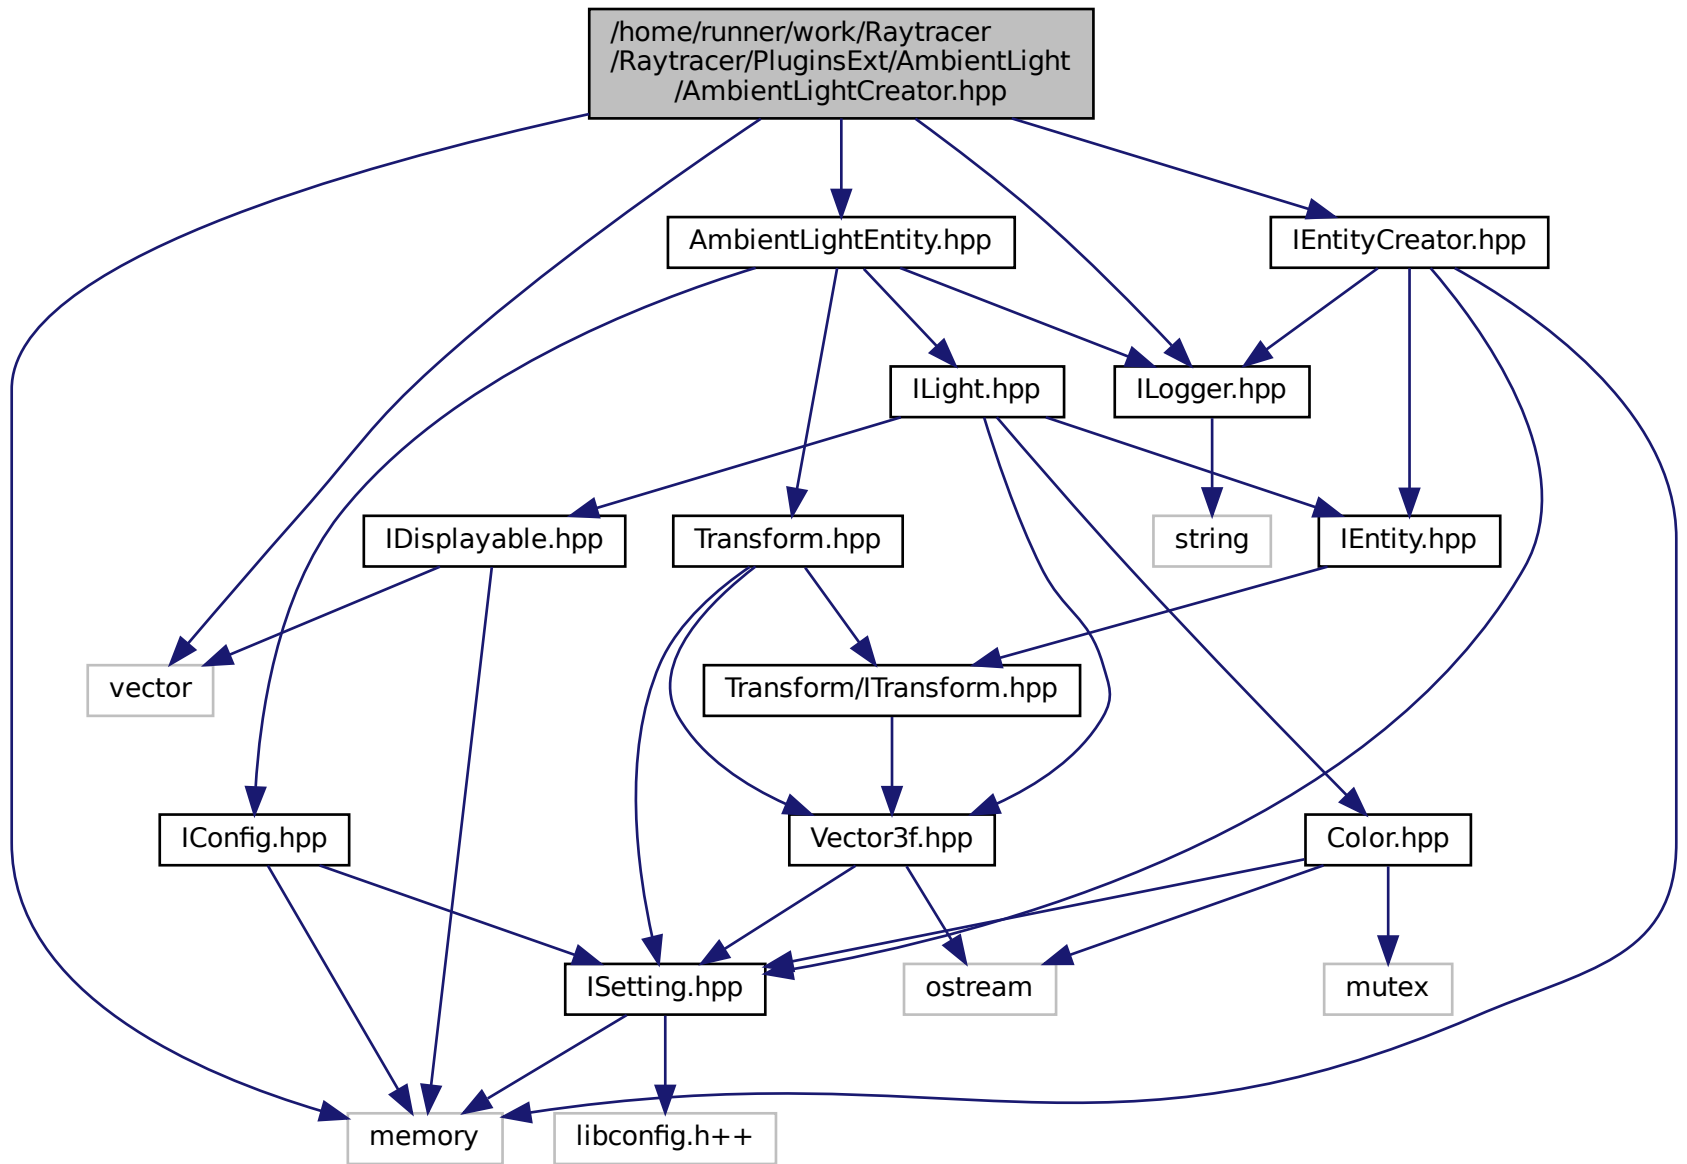 /home/runner/work/Raytracer
/Raytracer/PluginsExt/AmbientLight
/AmbientLightCreator.hpp
AmbientLightEntity.hpp
IEntityCreator.hpp
ILight.hpp
ILogger.hpp
IDisplayable.hpp
Transform.hpp
string
IEntity.hpp
vector
Transform/ITransform.hpp
IConfig.hpp
Vector3f.hpp
Color.hpp
ISetting.hpp
ostream
mutex
memory
libconfig.h++